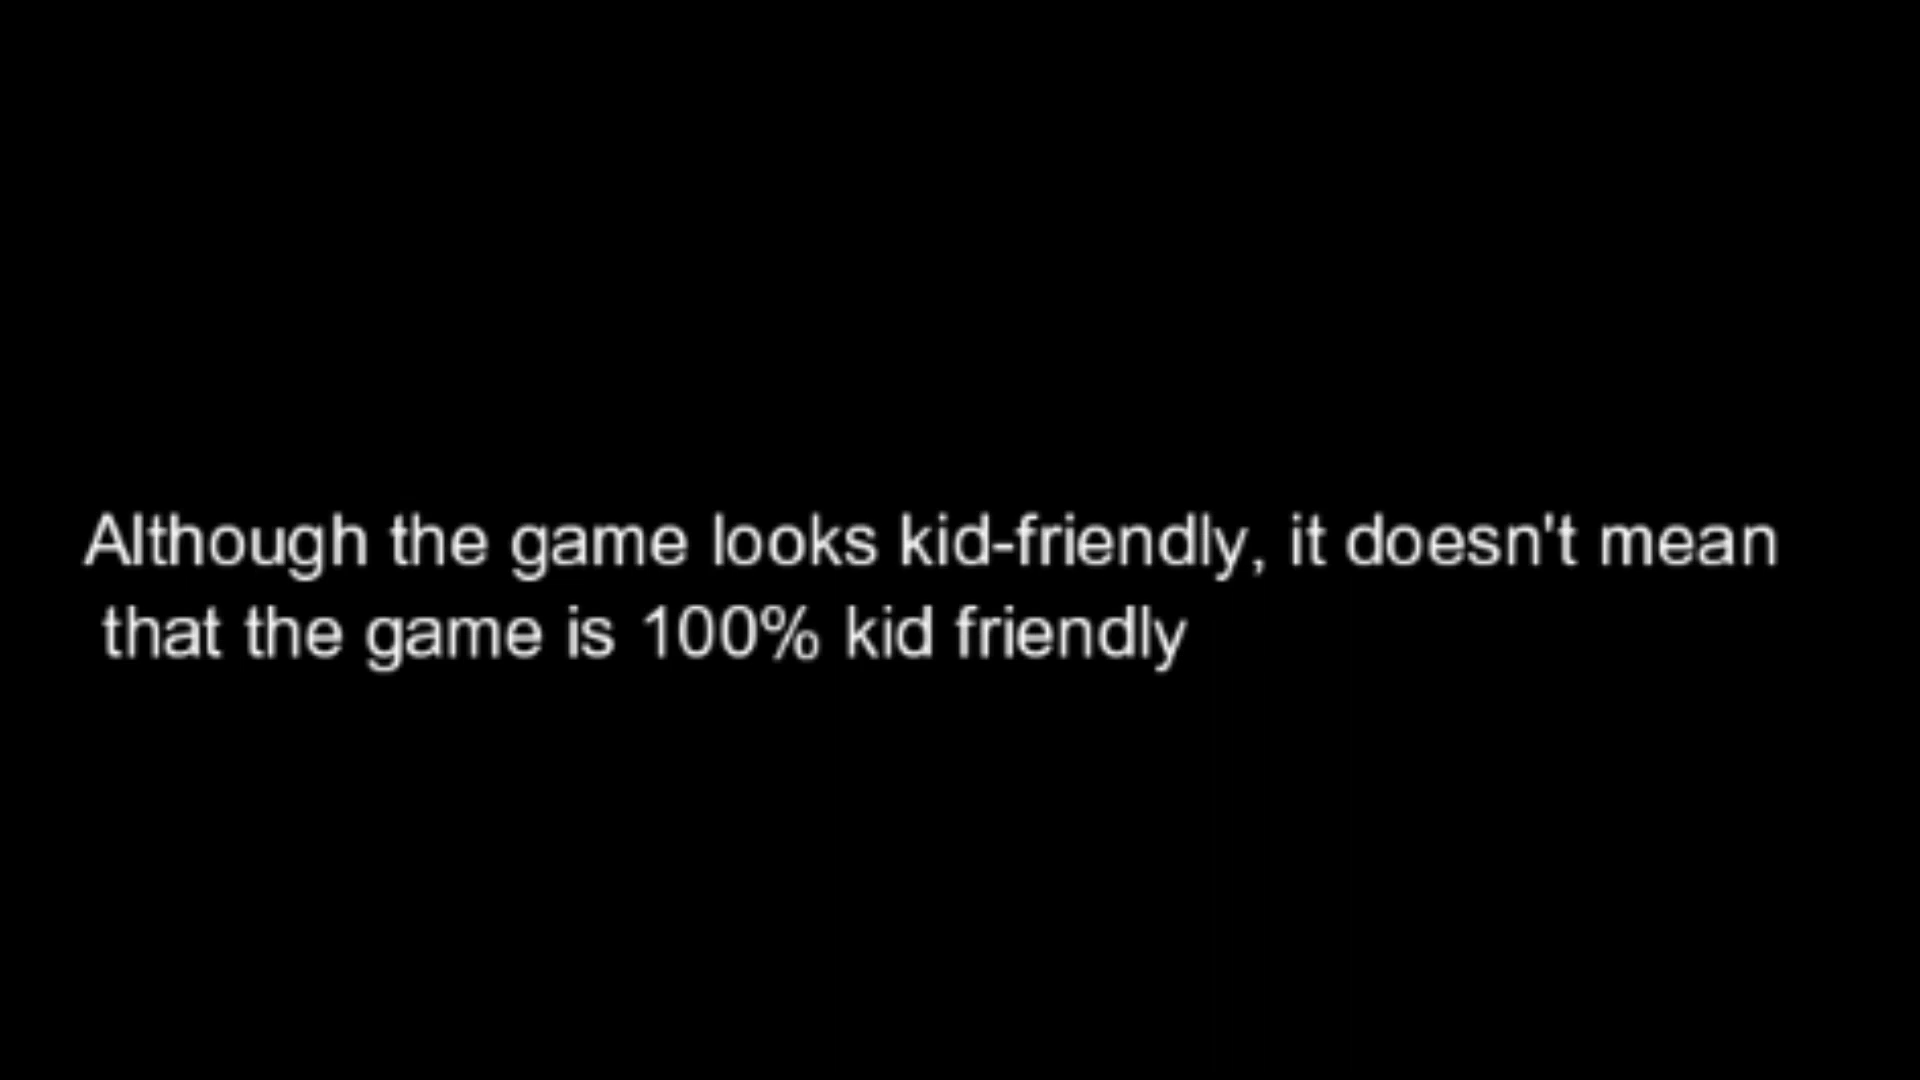 Although the game looks kid-friendly, it doesn't mean
that the game is 100% kid friendly